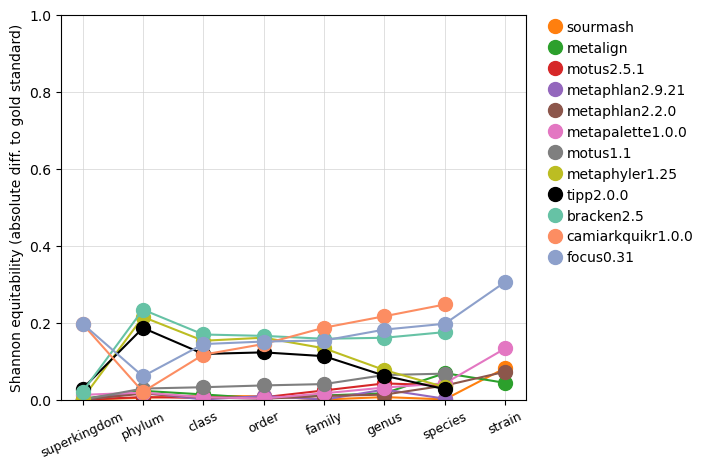 Shannon equitability (absolute diff. to gold standard)
1.0
0.8
0.6
0.4
0.2
0.0
superkingdom
phylum
class
order
family
genus
species
strain
sourmash
metalign
motus2.5.1
metaphlan2.9.21
metaphlan2.2.0
metapalette1.0.0
motus1.1
metaphyler1.25
tipp2.0.0
bracken2.5
camiarkquikr1.0.0
focus0.31